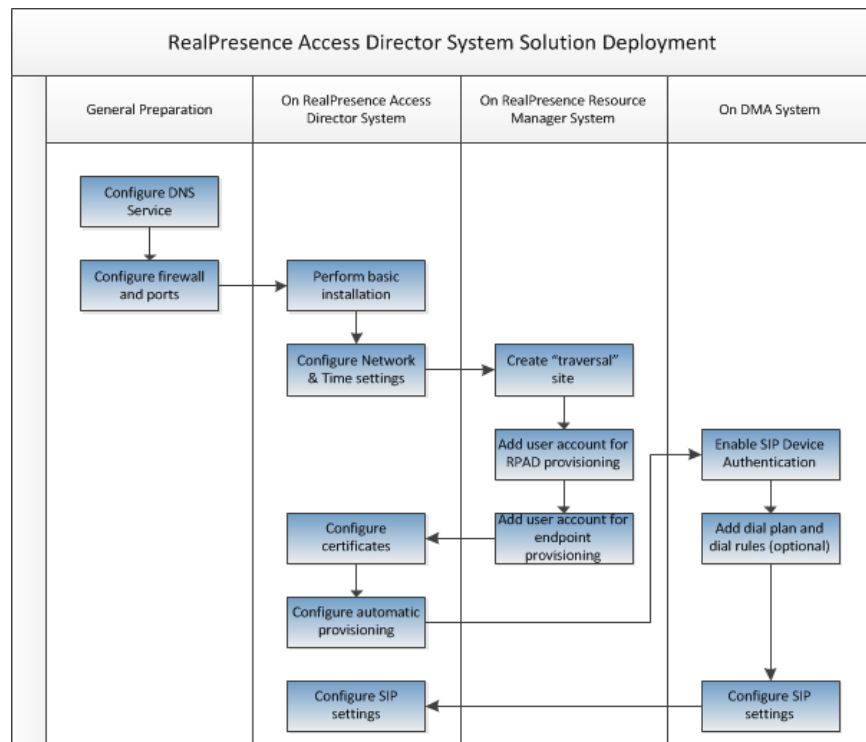 RealPresence Access Director System Solution Deployment
General Preparation
On RealPresence Access
Director System
On RealPresence Resource
Manager System
On DMA System
Configure DNS
Service
Configure firewall
and ports
Perform basic
installation
Configure Network
& Time settings
Create “traversal”
site
Add user account for
RPAD provisioning
Enable SIP Device
Authentication
Configure
certificates
Add user account for
endpoint
provisioning
Add dial plan and
dial rules (optional)
Configure automatic
provisioning
Configure SIP
settings
Configure SIP
settings